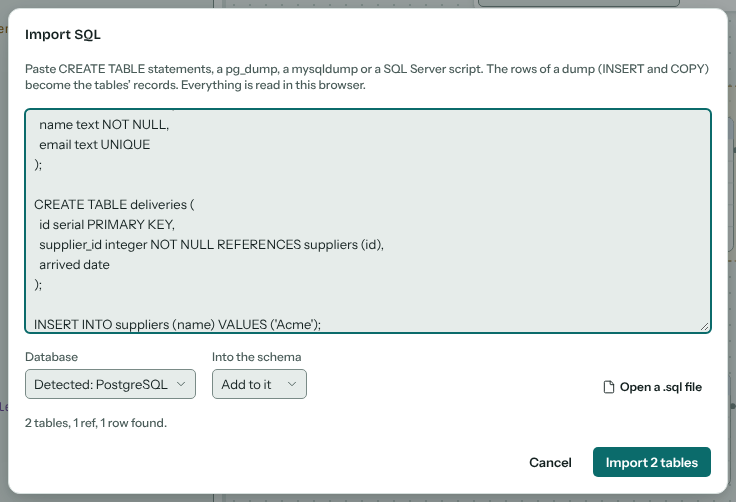 Import SQL
Paste CREATE TABLE statements, a pg_dump, a mysqldump or a SQL Server script. The rows of a dump (INSERT and COPY)
become the tables' records. Everything is read in this browser.
name text NOT NULL,
email text UNIQUE
);
CREATE TABLE deliveries (
id serial PRIMARY KEY,
supplier_id integer NOT NULL REFERENCES suppliers (id),
arrived date
);
INSERT INTO suppliers (name) VALUES ('Acme');
Database
Into the schema
Detected: PostgreSQL
Add to it
Open a .sql file
2 tables, 1 ref, 1 row found.
Cancel
Import 2 tables